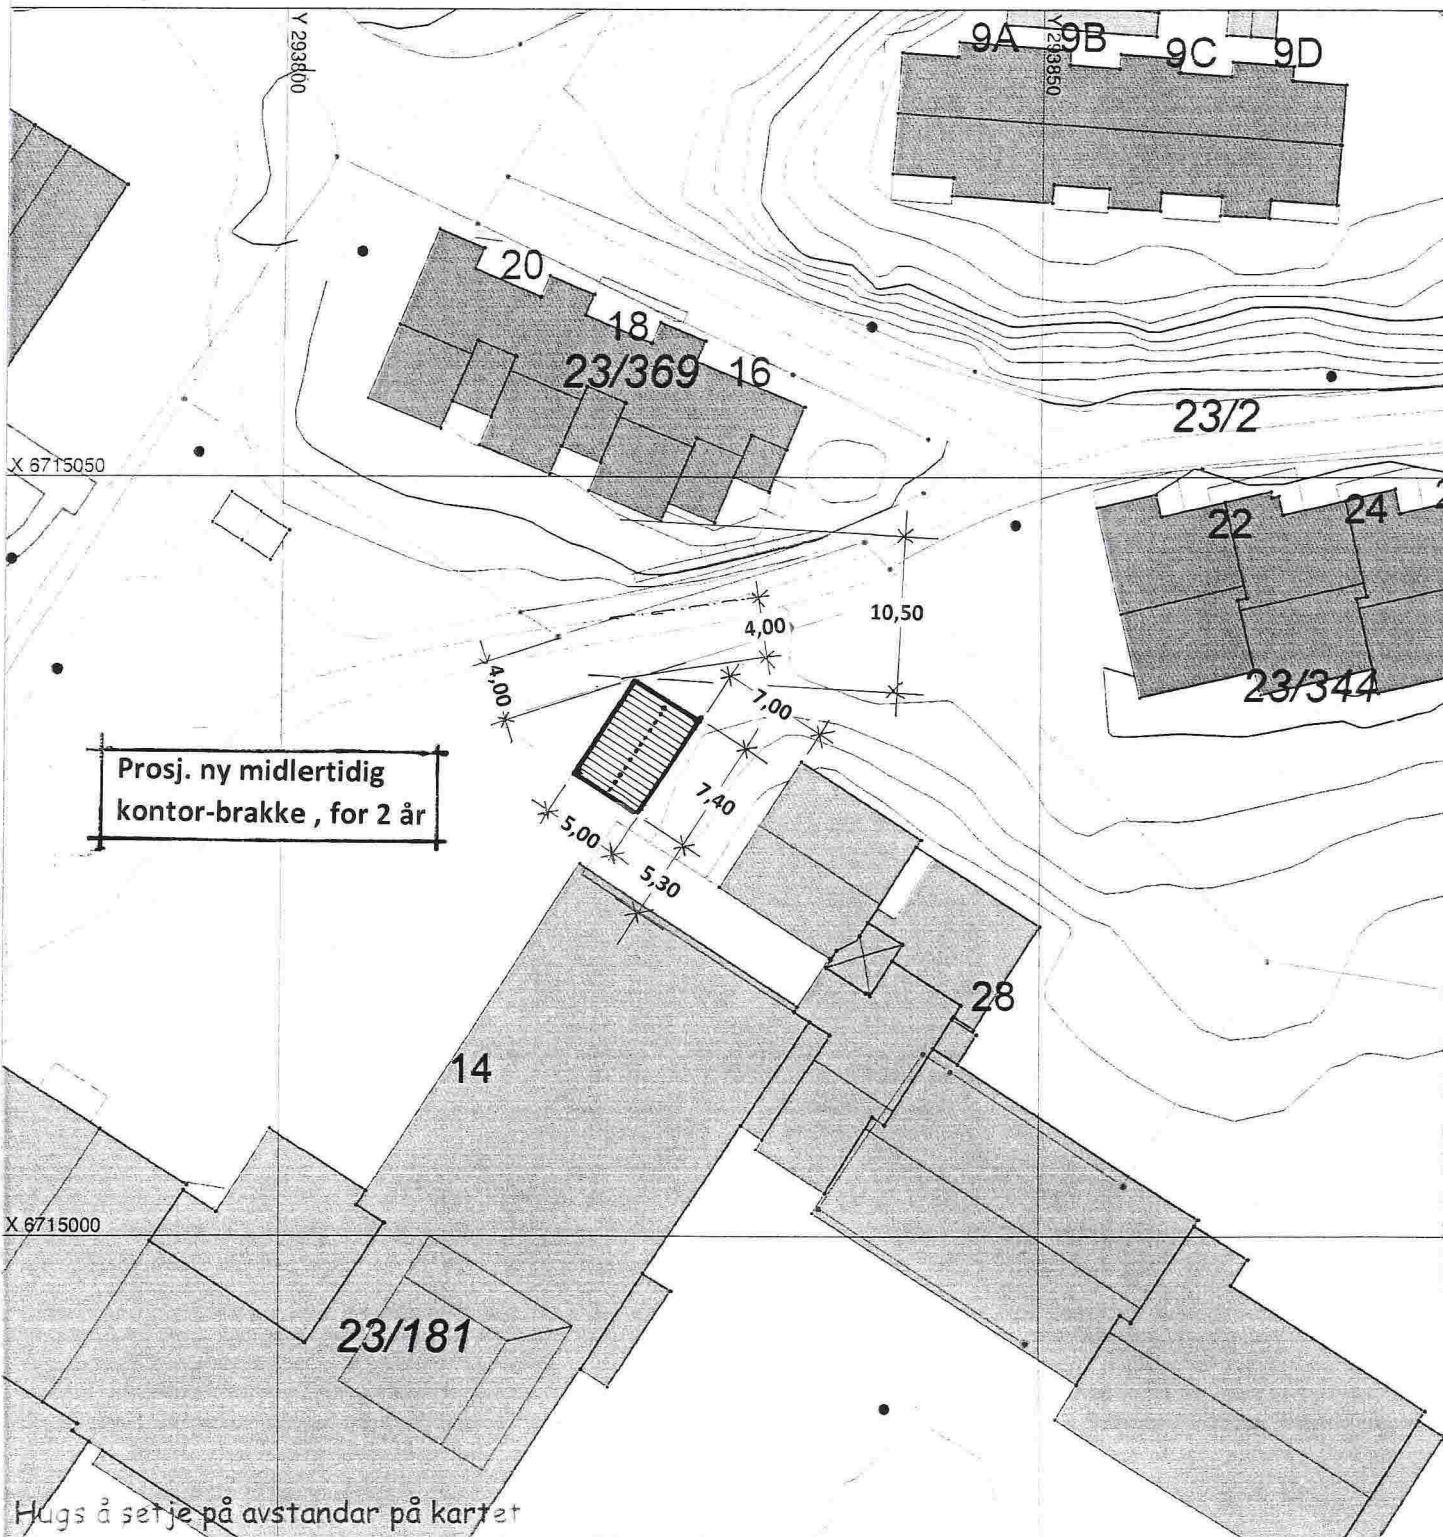 Y 293800
Y 293850
9A 9B 9C 9D
20
18
23/369 16
23/2
X 6715050
22 24
10,50
4,00
4,00
23/344
7,00
Prosj. ny midlertidig
kontor-brakke , for 2 år
7,40
5,00
5,30
28
14
X 6715000
23/181
Hugs å setje på avstandar på kartet